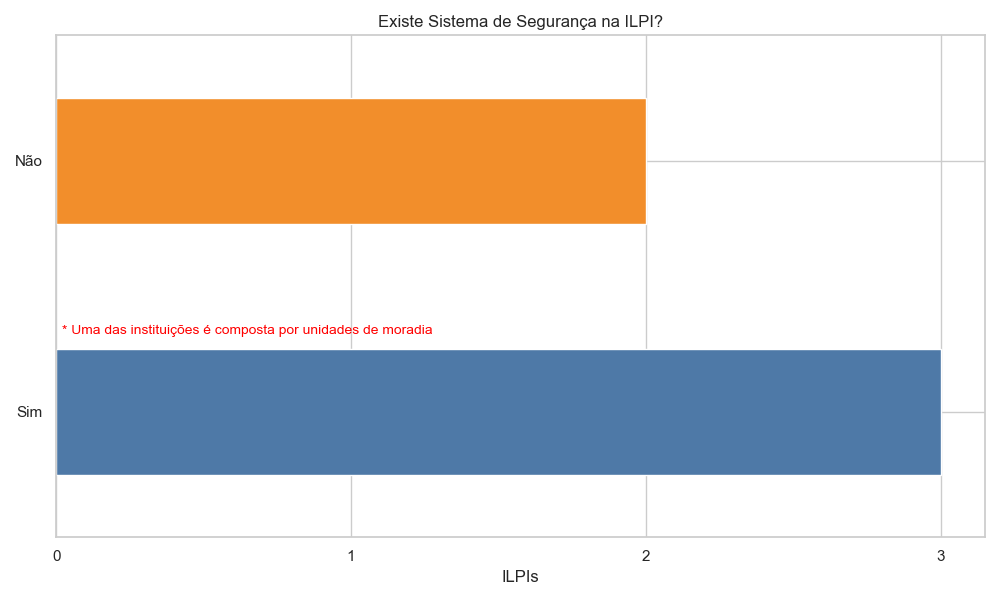 Existe Sistema de Segurança na ILPI?
Não
* Uma das instituições é composta por unidades de moradia
Sim
0 1 2 3
ILPIs